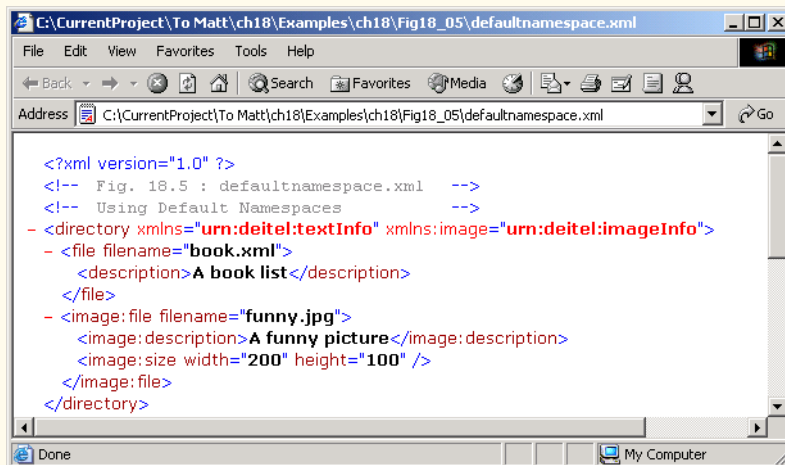 C:\CurrentProject\To Matt\ch18\Examples\ch18\Fig18_05\defaultnamespace.xml
File Edit View Favorites Tools Help
Back Search Favorites Media
Address C:\CurrentProject\To Matt\ch18\Examples\ch18\Fig18_05\defaultnamespace.xml Go
<?xml version="1.0" ?>
<!-- Fig. 18.5 : defaultnamespace.xml -->
<!-- Using Default Namespaces -->
- <directory xmlns="urn:deitel:textInfo" xmlns:image="urn:deitel:imageInfo">
- <file filename="book.xml">
<description>A book list</description>
</file>
- <image:file filename="funny.jpg">
<image:description>A funny picture</image:description>
<image:size width="200" height="100" />
</image:file>
</directory>
Done My Computer